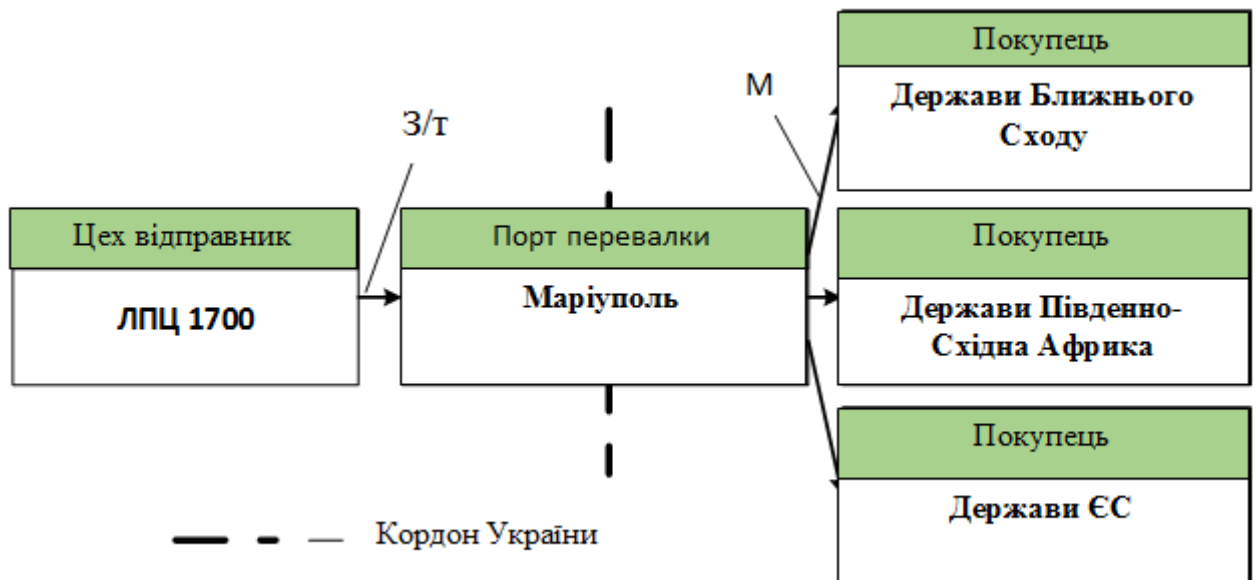 Покупець
Держави Ближнього
Сходу
М
З/т
Цех відправник
ЛПЦ 1700
Порт перевалки
Маріуполь
Покупець
Держави Південно-
Східна Африка
Покупець
Держави ЄС
Кордон України